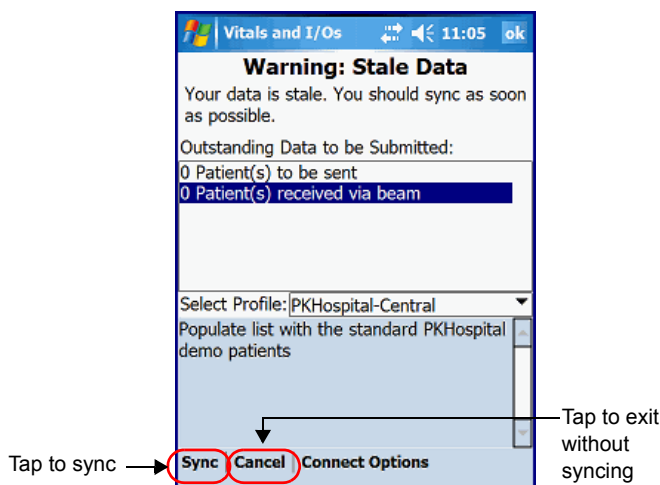 Vitals and I/Os 11:05 ok
Warning: Stale Data
Your data is stale. You should sync as soon
as possible.
Outstanding Data to be Submitted:
0 Patient(s) to be sent
0 Patient(s) received via beam
Select Profile: PKHospital-Central
Populate list with the standard PKHospital
demo patients
Sync Cancel Connect Options
Tap to sync
Tap to exit
without
syncing